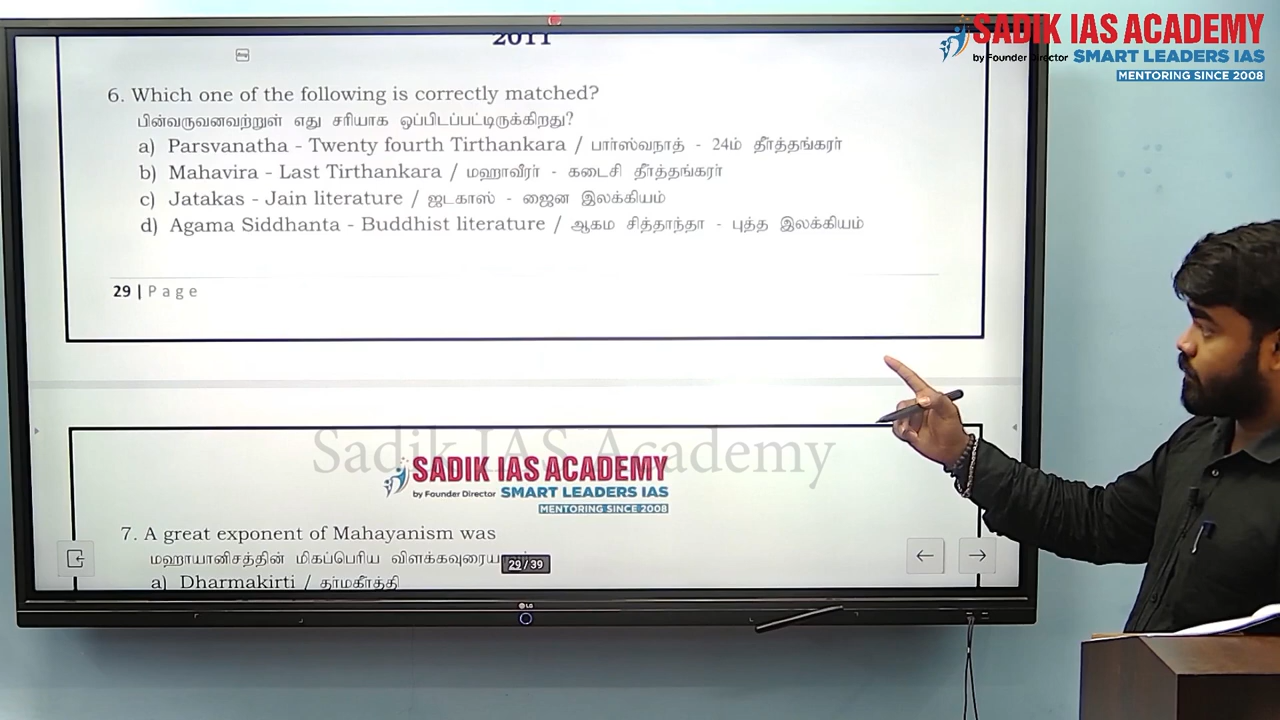 SADIK IAS ACADEMY
by Founder Director SMART LEADERS IAS
MENTORING SINCE 2008
2011
6. Which one of the following is correctly matched?
பின்வருவனவற்றுள் எது சரியாக ஒப்பிடப்பட்டிருக்கிறது?
a) Parsvanatha - Twenty fourth Tirthankara / பார்ஸ்வநாத் - 24ம் தீர்த்தங்கரர்
b) Mahavira - Last Tirthankara / மஹாவீரர் - கடைசி தீர்த்தங்கரர்
c) Jatakas - Jain literature / ஜடகாஸ் - ஜைன இலக்கியம்
d) Agama Siddhanta - Buddhist literature / ஆகம சித்தாந்தா - புத்த இலக்கியம்
29 | Page
Sadik IAS Academy
SADIK IAS ACADEMY
by Founder Director SMART LEADERS IAS
MENTORING SINCE 2008
7. A great exponent of Mahayanism was
மஹாயானிசத்தின் மிகப்பெரிய
29 / 39
a) Dharmakirti / தர்மகீர்த்தி
LG